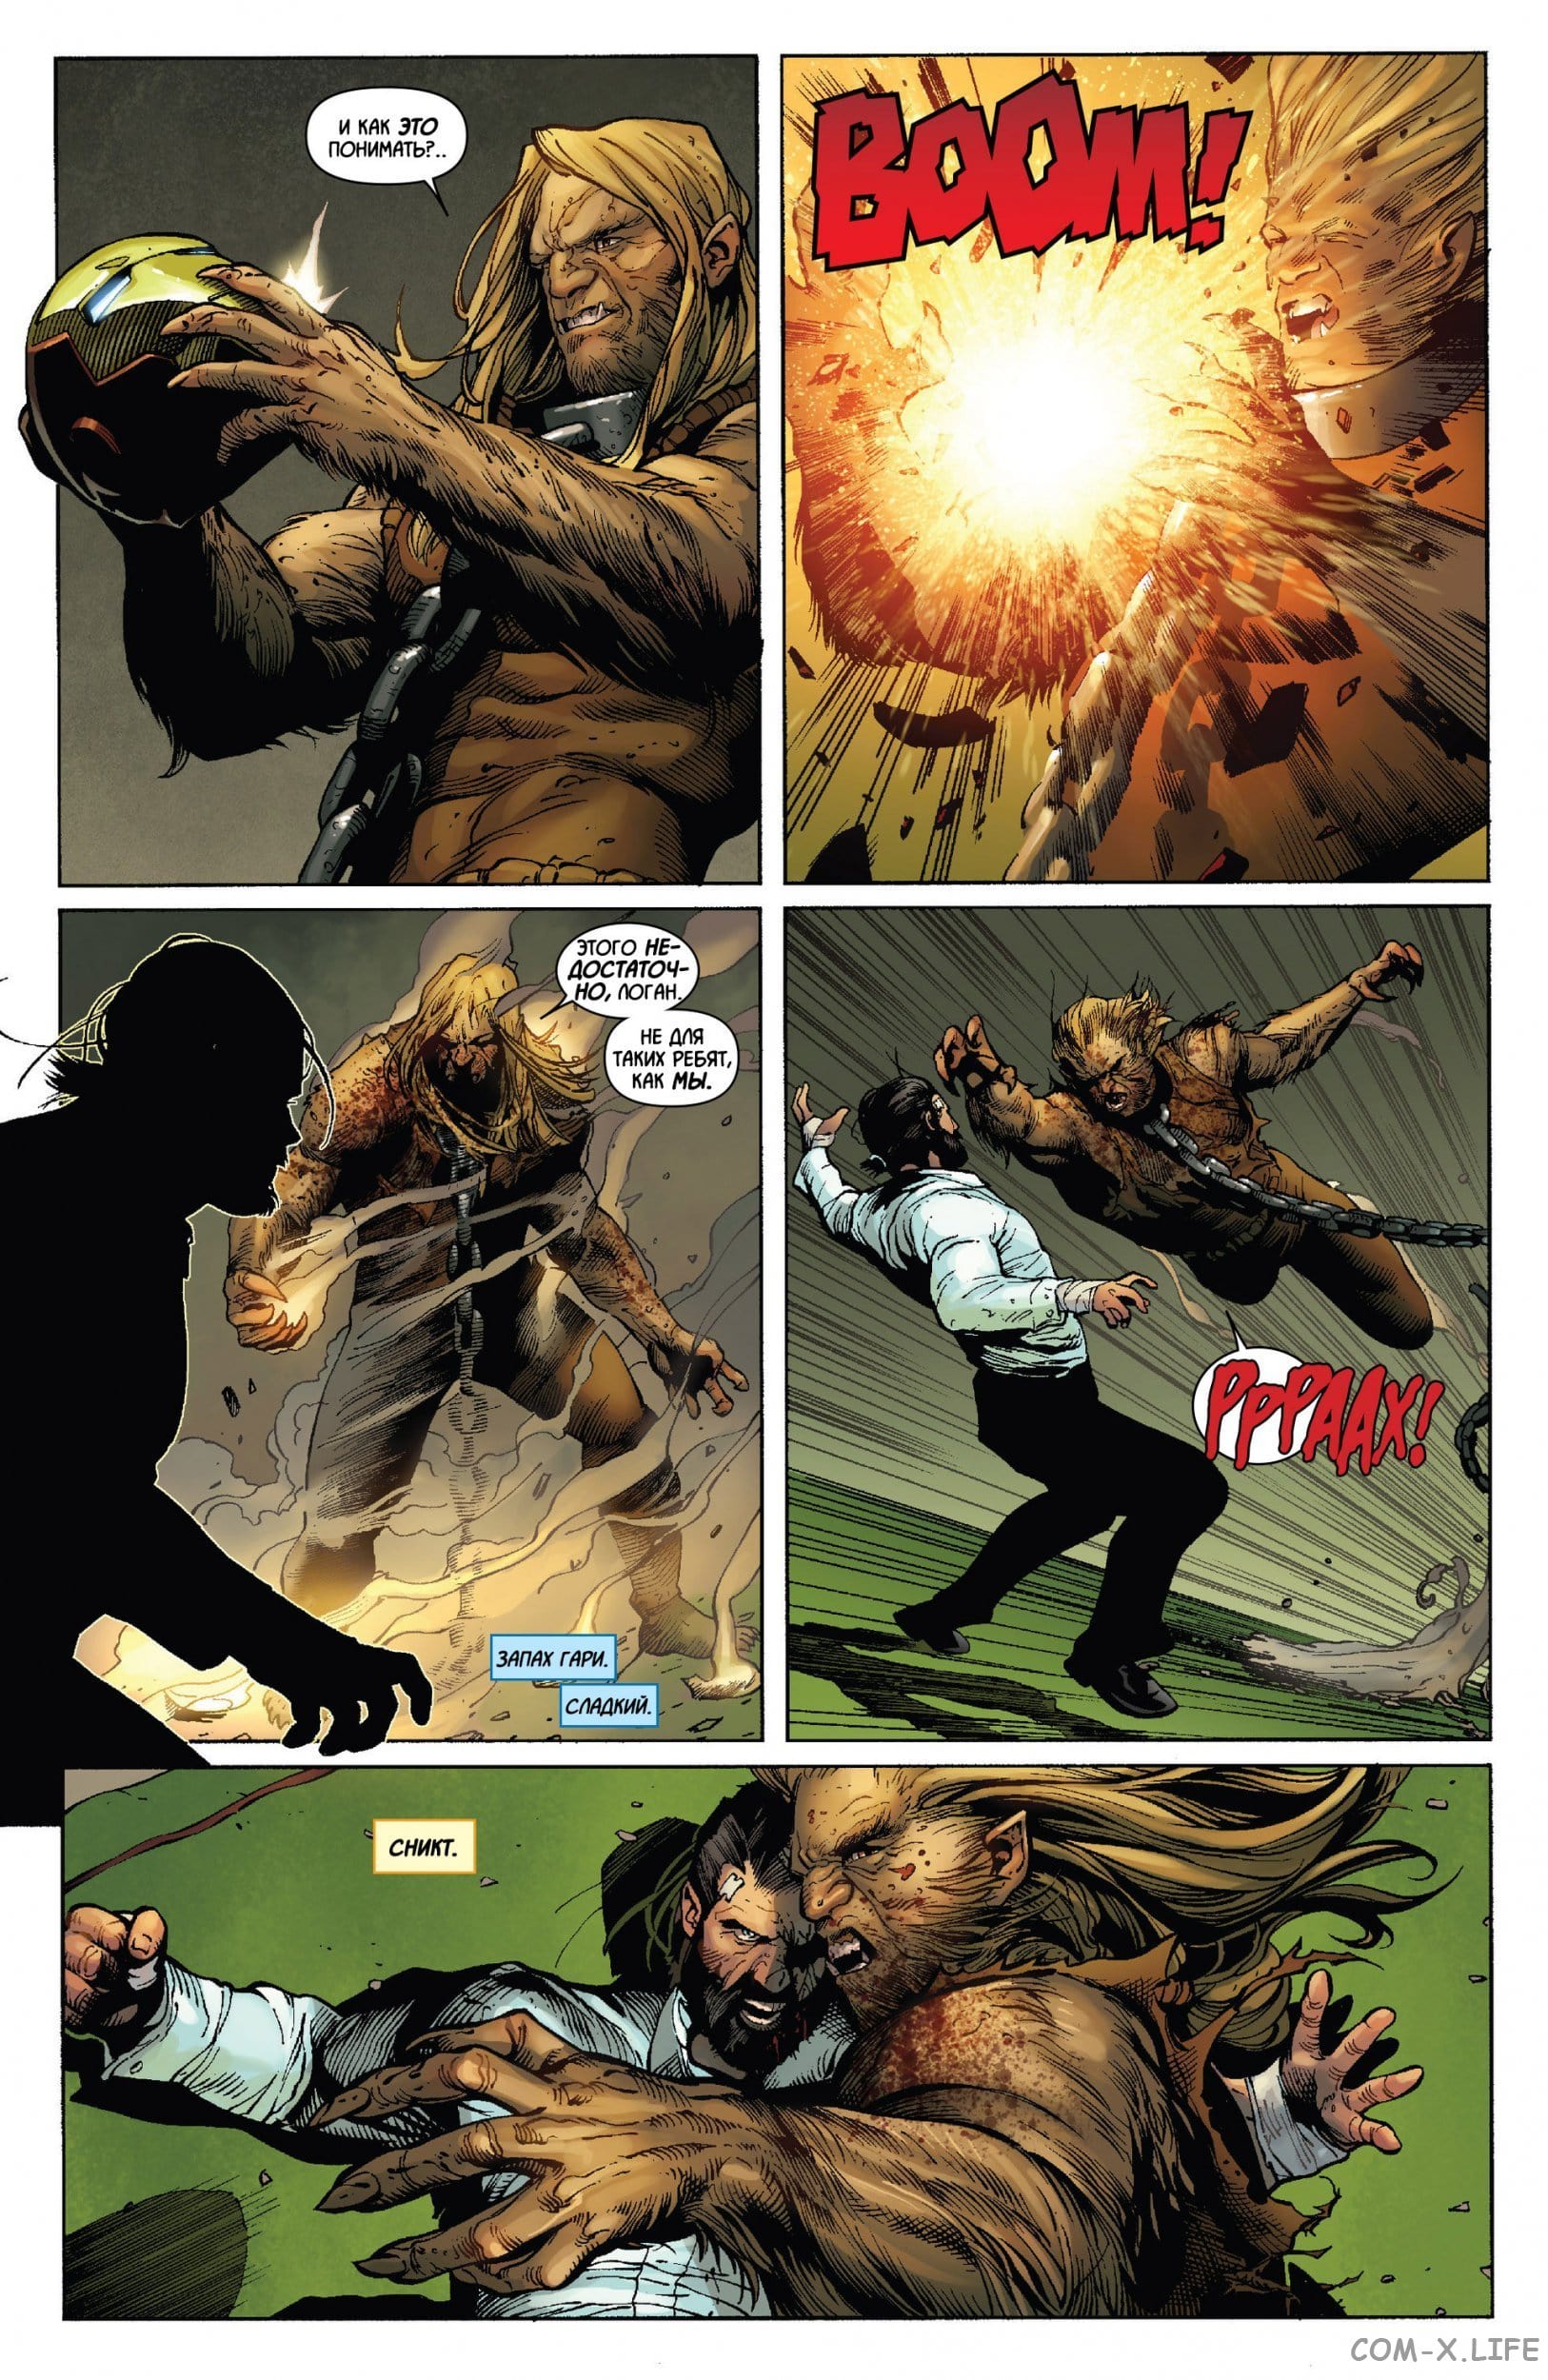 И КАК ЭТО
ПОНИМАТЬ?..
BOOM!
ЭТОГО НЕ-
ДОСТАТОЧ-
НО, ЛОГАН.
НЕ ДЛЯ
ТАКИХ РЕБЯТ,
КАК МЫ.
ЗАПАХ ГАРИ.
СЛАДКИЙ.
РРРРААХ!
СНИКТ.
COM-X.LIFE